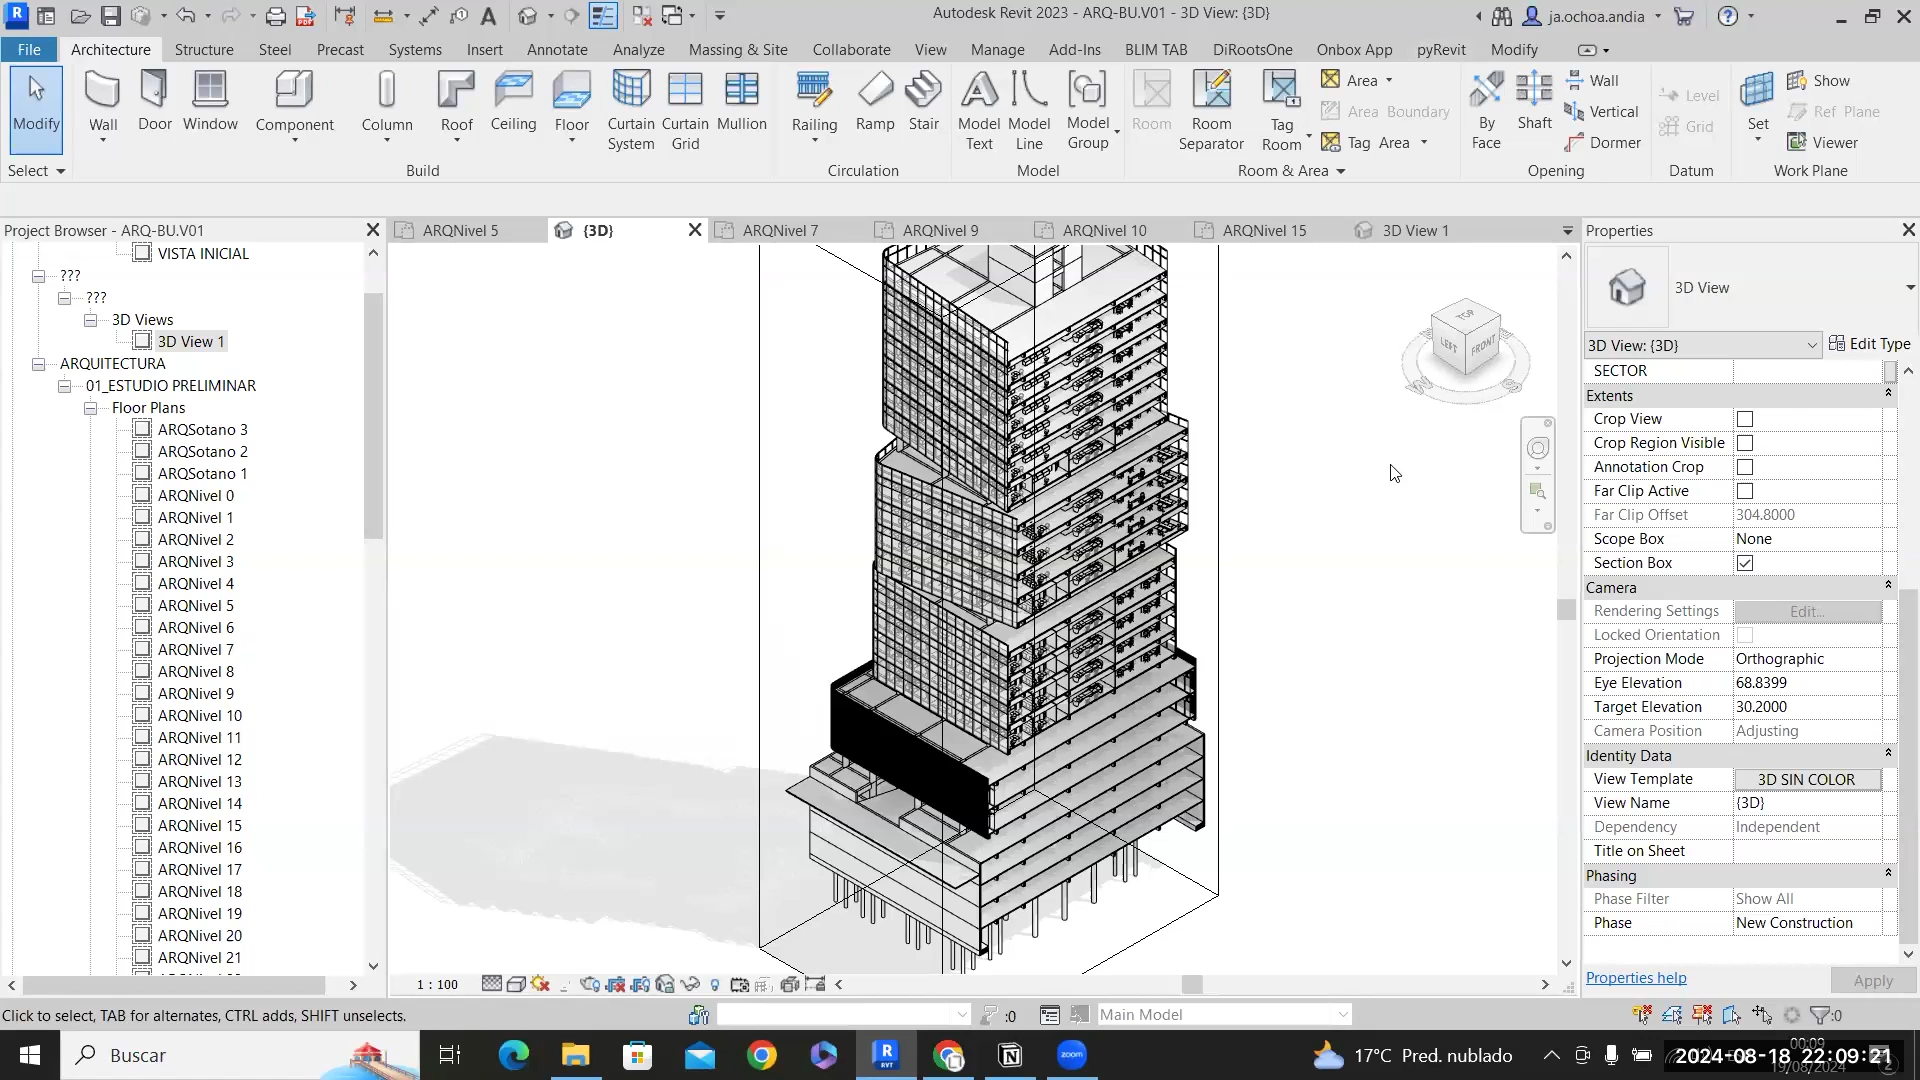 Autodesk Revit 2023 - ARQ-BU.V01 - 3D View: {3D}
ja.ochoa.andia
File Architecture Structure Steel Precast Systems Insert Annotate Analyze Massing & Site Collaborate View Manage Add-Ins BLIM TAB DiRootsOne Onbox App pyRevit Modify
Modify Wall Door Window Component Column Roof Ceiling Floor Curtain System Curtain Grid Mullion Railing Ramp Stair Model Text Model Line Model Group Room Room Separator Tag Room
Area
Area Boundary
Tag Area
By Face Shaft
Wall
Vertical
Dormer
Level
Grid
Set
Show
Ref Plane
Viewer
Select Build Circulation Model Room & Area Opening Datum Work Plane
Project Browser - ARQ-BU.V01
VISTA INICIAL
???
???
3D Views
3D View 1
ARQUITECTURA
01_ESTUDIO PRELIMINAR
Floor Plans
ARQSotano 3
ARQSotano 2
ARQSotano 1
ARQNivel 0
ARQNivel 1
ARQNivel 2
ARQNivel 3
ARQNivel 4
ARQNivel 5
ARQNivel 6
ARQNivel 7
ARQNivel 8
ARQNivel 9
ARQNivel 10
ARQNivel 11
ARQNivel 12
ARQNivel 13
ARQNivel 14
ARQNivel 15
ARQNivel 16
ARQNivel 17
ARQNivel 18
ARQNivel 19
ARQNivel 20
ARQNivel 21
ARQNivel 5 {3D} ARQNivel 7 ARQNivel 9 ARQNivel 10 ARQNivel 15 3D View 1
TOP
LEFT FRONT
1 : 100
Properties
3D View
3D View: {3D} Edit Type
SECTOR
Extents
Crop View
Crop Region Visible
Annotation Crop
Far Clip Active
Far Clip Offset 304.8000
Scope Box None
Section Box
Camera
Rendering Settings Edit...
Locked Orientation
Projection Mode Orthographic
Eye Elevation 68.8399
Target Elevation 30.2000
Camera Position Adjusting
Identity Data
View Template 3D SIN COLOR
View Name {3D}
Dependency Independent
Title on Sheet
Phasing
Phase Filter Show All
Phase New Construction
Properties help Apply
Click to select, TAB for alternates, CTRL adds, SHIFT unselects.
:0
Main Model
:0
Buscar
R
RVT
zoom
17°C Pred. nublado
00:09
2024-08-18 22:09:21
19/08/2024
2